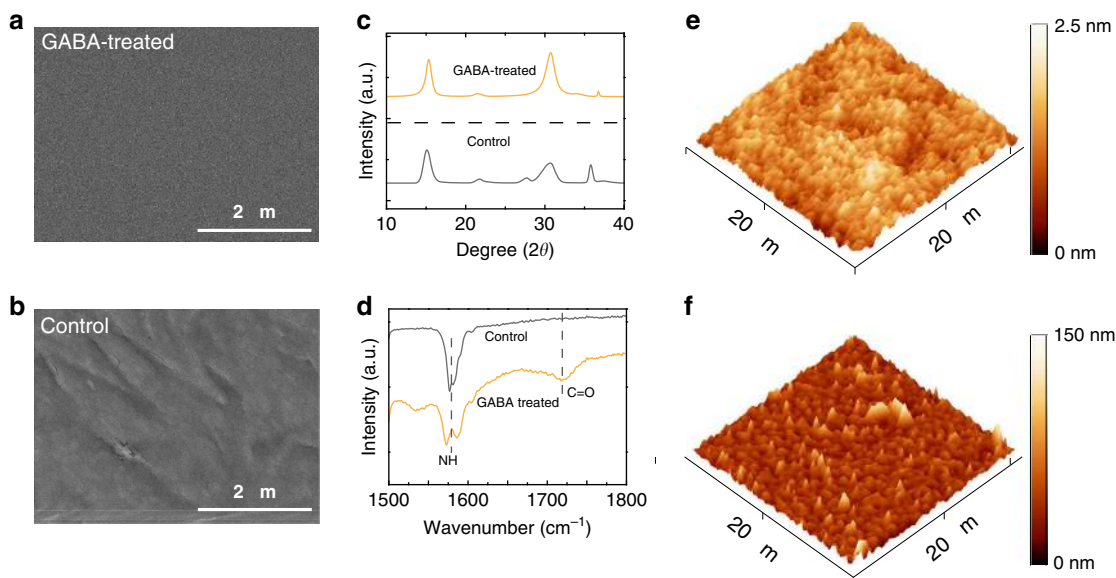 a
GABA-treated
2 m
b
Control
2 m
c
Intensity (a.u.)
GABA-treated
Control
10 20 30 40
Degree (2θ)
d
Intensity (a.u.)
Control
GABA treated
C=O
NH
1500 1600 1700 1800
Wavenumber (cm⁻¹)
e
2.5 nm
0 nm
20 m
20 m
f
150 nm
0 nm
20 m
20 m